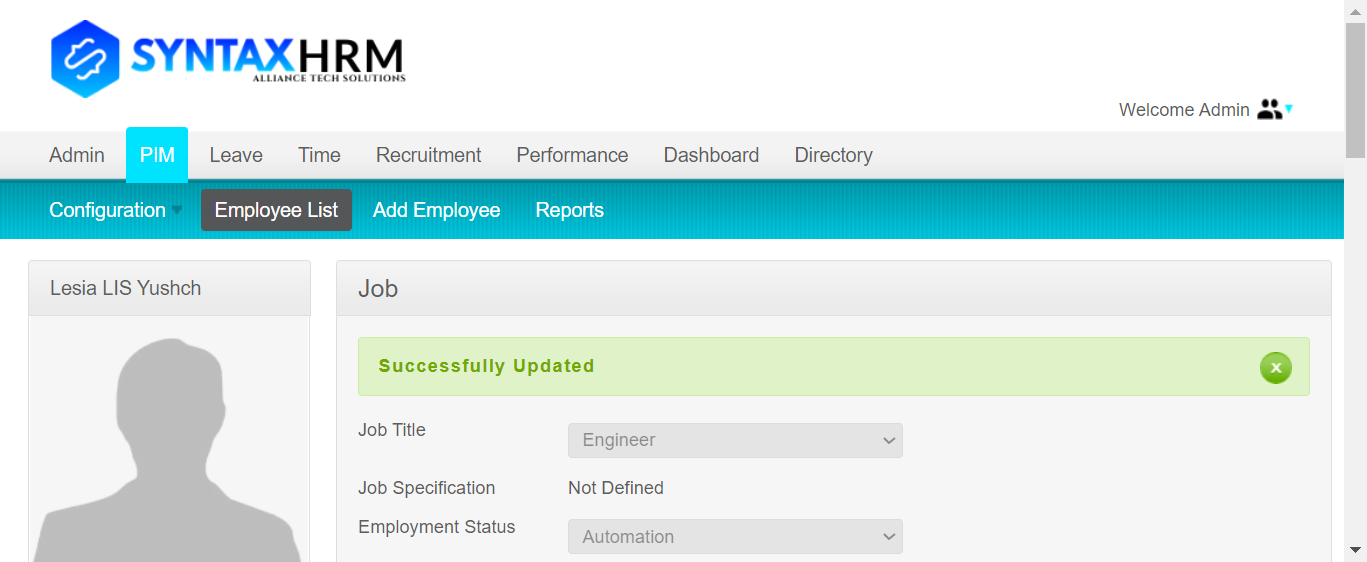 SYNTAXHRM
ALLIANCE TECH SOLUTIONS
Welcome Admin
Admin PIM Leave Time Recruitment Performance Dashboard Directory
Configuration Employee List Add Employee Reports
Lesia LIS Yushch
Job
Successfully Updated
x
Job Title Engineer
Job Specification Not Defined
Employment Status Automation